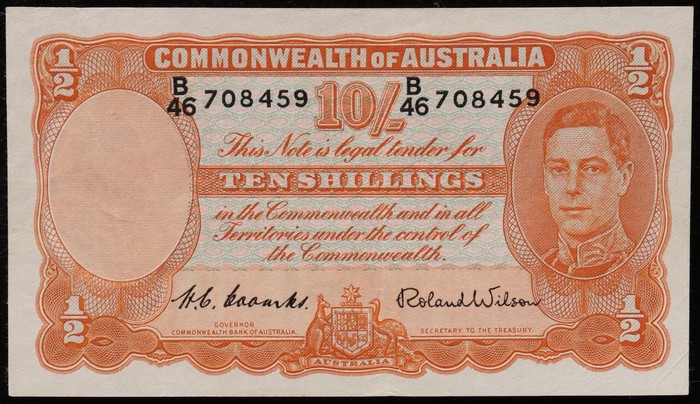 1/2
COMMONWEALTH OF AUSTRALIA
B/46 708459
B/46 708459
10/-
1/2
This Note is legal tender for
TEN SHILLINGS
in the Commonwealth and in all
Territories under the control of
the Commonwealth.
1/2
H.C. Coombs.
Roland Wilson
1/2
GOVERNOR
COMMONWEALTH BANK OF AUSTRALIA.
SECRETARY TO THE TREASURY.
AUSTRALIA